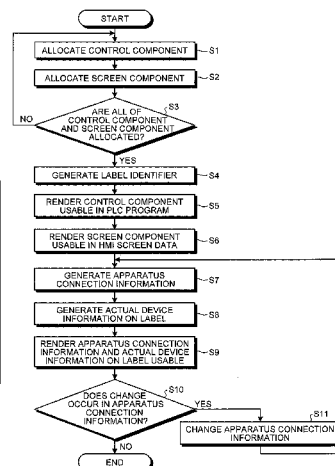 START
ALLOCATE CONTROL COMPONENT
S1
ALLOCATE SCREEN COMPONENT
S2
S3
ARE ALL OF
CONTROL COMPONENT
AND SCREEN COMPONENT
ALLOCATED?
NO
YES
GENERATE LABEL IDENTIFIER
S4
RENDER CONTROL COMPONENT
USABLE IN PLC PROGRAM
S5
RENDER SCREEN COMPONENT
USABLE IN HMI SCREEN DATA
S6
GENERATE APPARATUS
CONNECTION INFORMATION
S7
GENERATE ACTUAL DEVICE
INFORMATION ON LABEL
S8
RENDER APPARATUS CONNECTION
INFORMATION AND ACTUAL DEVICE
INFORMATION ON LABEL USABLE
S9
S10
DOES CHANGE
OCCUR IN APPARATUS
CONNECTION
INFORMATION?
YES
S11
CHANGE APPARATUS CONNECTION
INFORMATION
NO
END